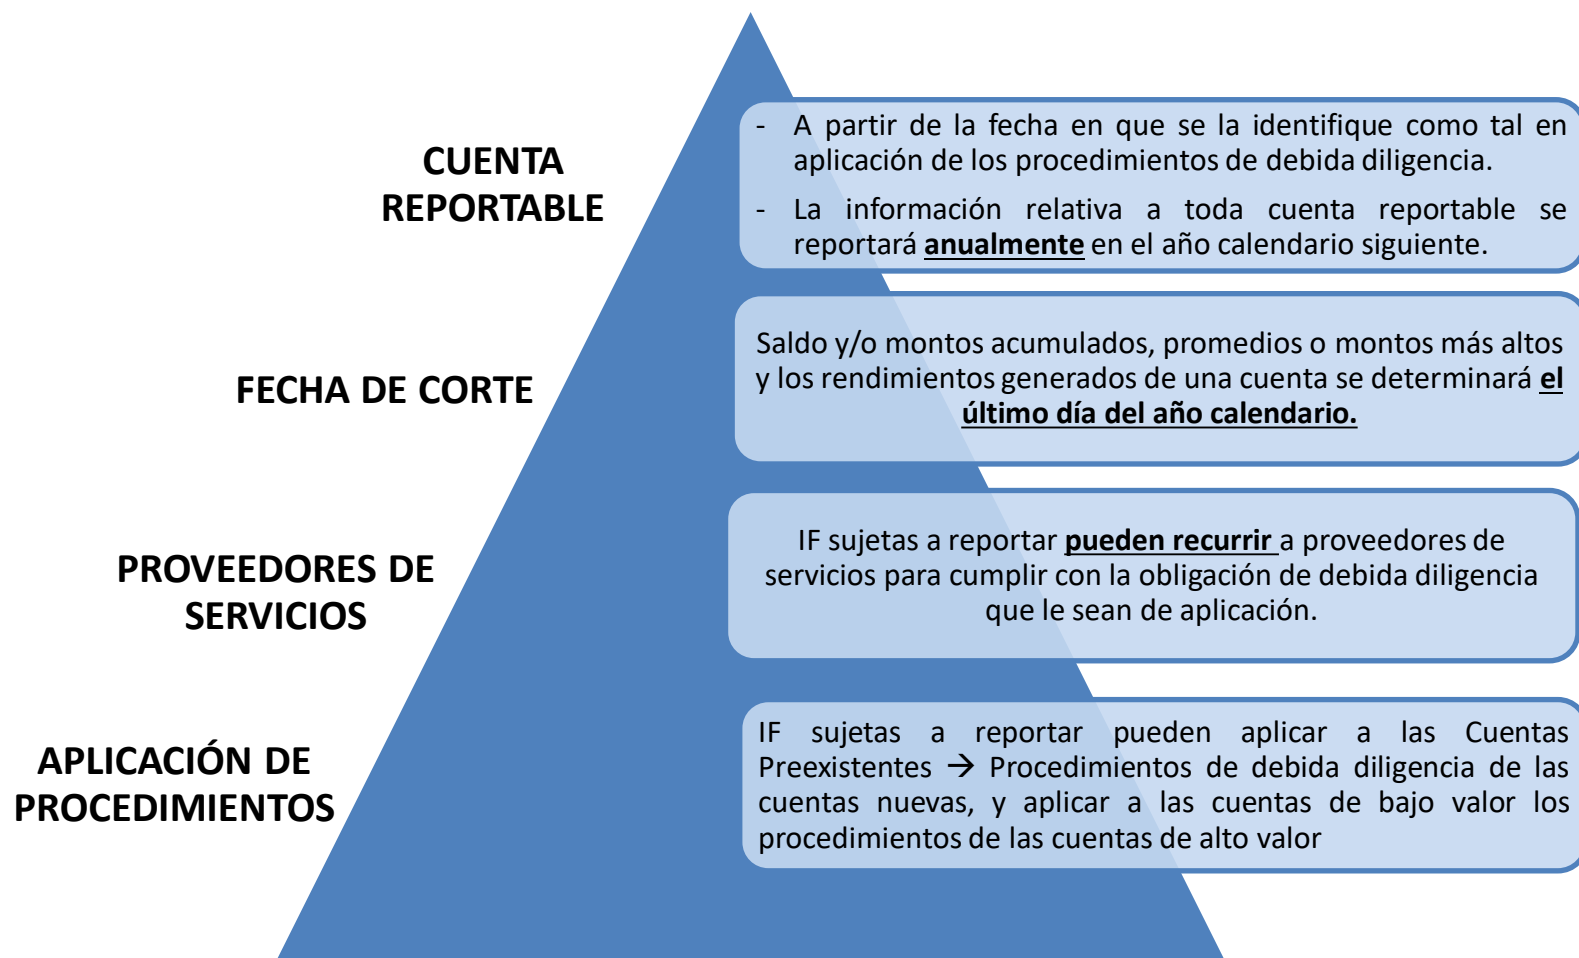 CUENTA
REPORTABLE
- A partir de la fecha en que se la identifique como tal en
aplicación de los procedimientos de debida diligencia.
- La información relativa a toda cuenta reportable se
reportará anualmente en el año calendario siguiente.
FECHA DE CORTE
Saldo y/o montos acumulados, promedios o montos más altos
y los rendimientos generados de una cuenta se determinará el
último día del año calendario.
PROVEEDORES DE
SERVICIOS
IF sujetas a reportar pueden recurrir a proveedores de
servicios para cumplir con la obligación de debida diligencia
que le sean de aplicación.
APLICACIÓN DE
PROCEDIMIENTOS
IF sujetas a reportar pueden aplicar a las Cuentas
Preexistentes → Procedimientos de debida diligencia de las
cuentas nuevas, y aplicar a las cuentas de bajo valor los
procedimientos de las cuentas de alto valor